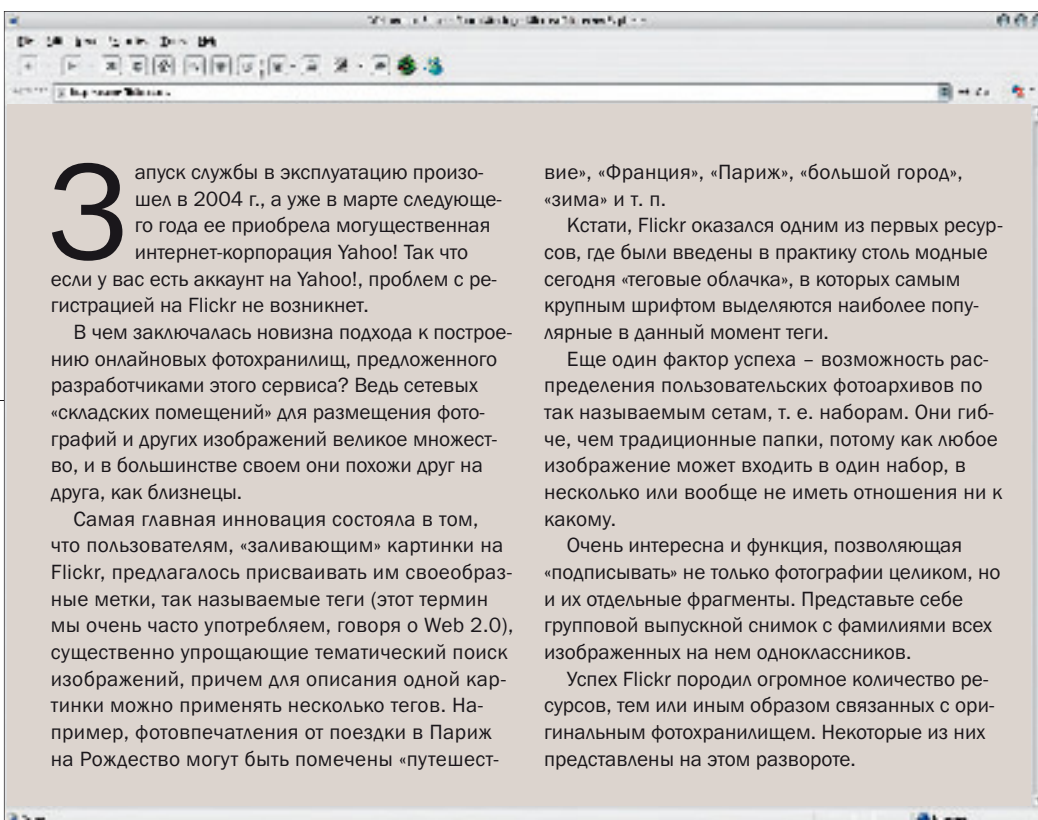 Запуск службы в эксплуатацию произо-
шел в 2004 г., а уже в марте следующе-
го года ее приобрела могущественная
интернет-корпорация Yahoo! Так что
если у вас есть аккаунт на Yahoo!, проблем с ре-
гистрацией на Flickr не возникнет.
В чем заключалась новизна подхода к построе-
нию онлайновых фотохранилищ, предложенного
разработчиками этого сервиса? Ведь сетевых
«складских помещений» для размещения фото-
графий и других изображений великое множест-
во, и в большинстве своем они похожи друг на
друга, как близнецы.
Самая главная инновация состояла в том,
что пользователям, «заливающим» картинки на
Flickr, предлагалось присваивать им своеобраз-
ные метки, так называемые теги (этот термин
мы очень часто употребляем, говоря о Web 2.0),
существенно упрощающие тематический поиск
изображений, причем для описания одной кар-
тинки можно применять несколько тегов. На-
пример, фотовпечатления от поездки в Париж
на Рождество могут быть помечены «путешест-
вие», «Франция», «Париж», «большой город»,
«зима» и т. п.
Кстати, Flickr оказался одним из первых ресур-
сов, где были введены в практику столь модные
сегодня «теговые облачка», в которых самым
крупным шрифтом выделяются наиболее попу-
лярные в данный момент теги.
Еще один фактор успеха – возможность рас-
пределения пользовательских фотоархивов по
так называемым сетам, т. е. наборам. Они гиб-
че, чем традиционные папки, потому как любое
изображение может входить в один набор, в
несколько или вообще не иметь отношения ни к
какому.
Очень интересна и функция, позволяющая
«подписывать» не только фотографии целиком, но
и их отдельные фрагменты. Представьте себе
групповой выпускной снимок с фамилиями всех
изображенных на нем одноклассников.
Успех Flickr породил огромное количество ре-
сурсов, тем или иным образом связанных с ори-
гинальным фотохранилищем. Некоторые из них
представлены на этом развороте.